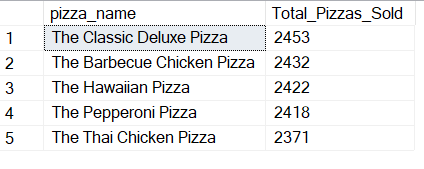 pizza_name Total_Pizzas_Sold
1 The Classic Deluxe Pizza 2453
2 The Barbecue Chicken Pizza 2432
3 The Hawaiian Pizza 2422
4 The Pepperoni Pizza 2418
5 The Thai Chicken Pizza 2371